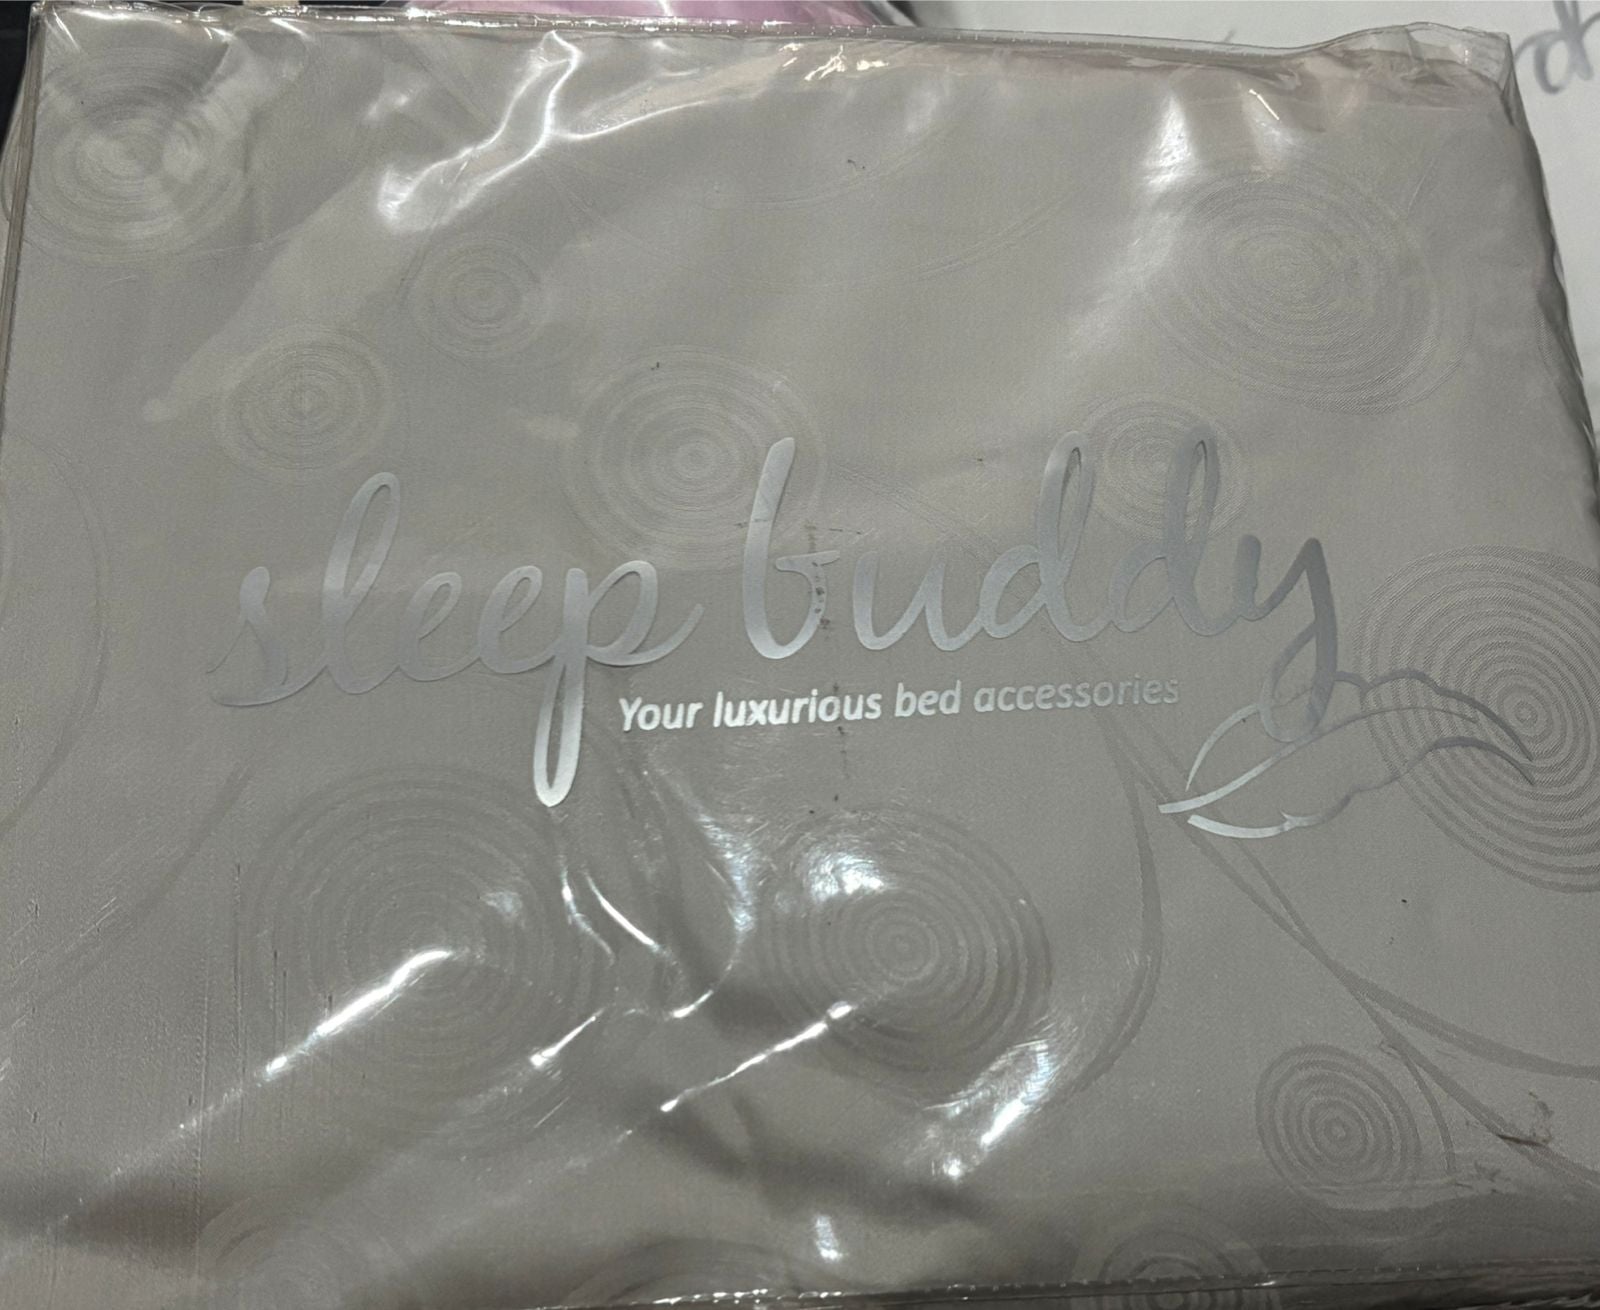 sleep buddy
Your luxurious bed accessories